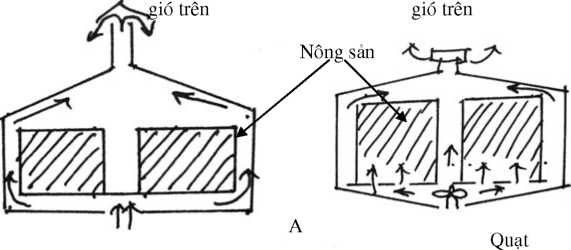 gió trên
gió trên
Nông sản
A
Quạt